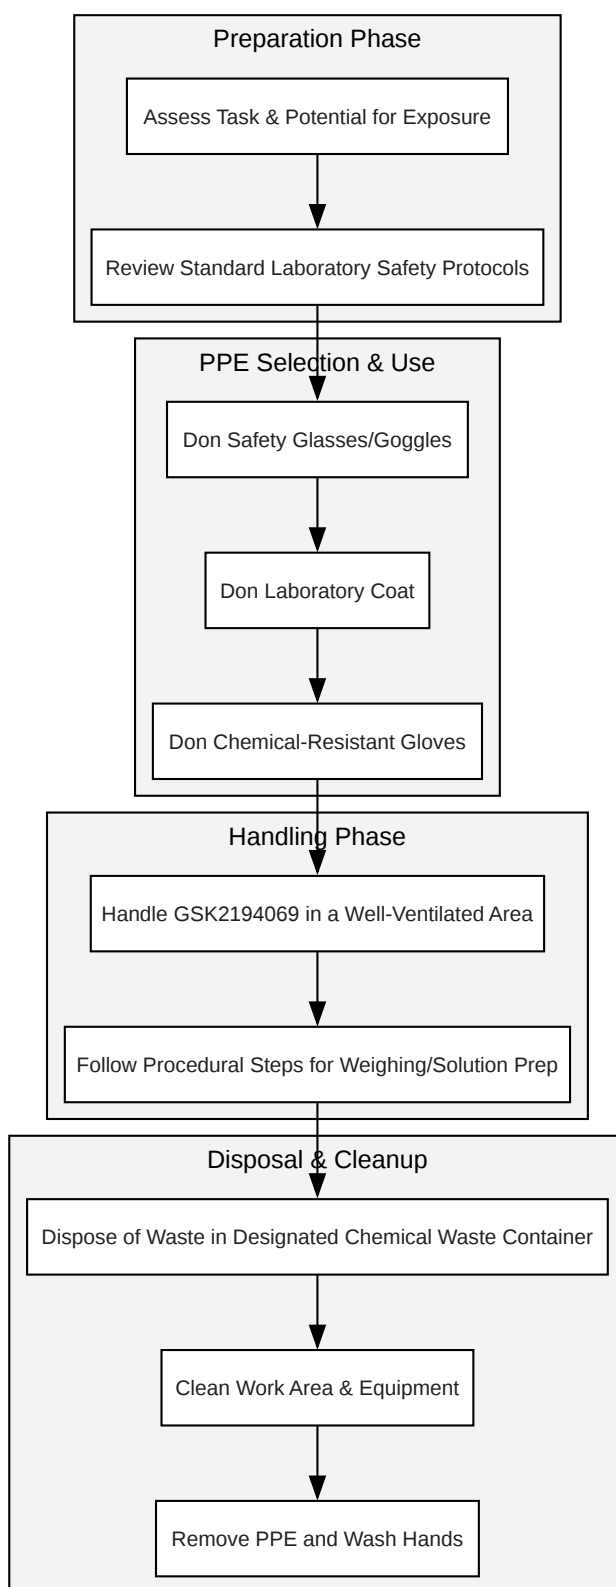 Preparation Phase
Assess Task & Potential for Exposure
Review Standard Laboratory Safety Protocols
PPE Selection & Use
Don Safety Glasses/Goggles
Don Laboratory Coat
Don Chemical-Resistant Gloves
Handling Phase
Handle GSK2194069 in a Well-Ventilated Area
Follow Procedural Steps for Weighing/Solution Prep
Disposal & Cleanup
Dispose of Waste in Designated Chemical Waste Container
Clean Work Area & Equipment
Remove PPE and Wash Hands